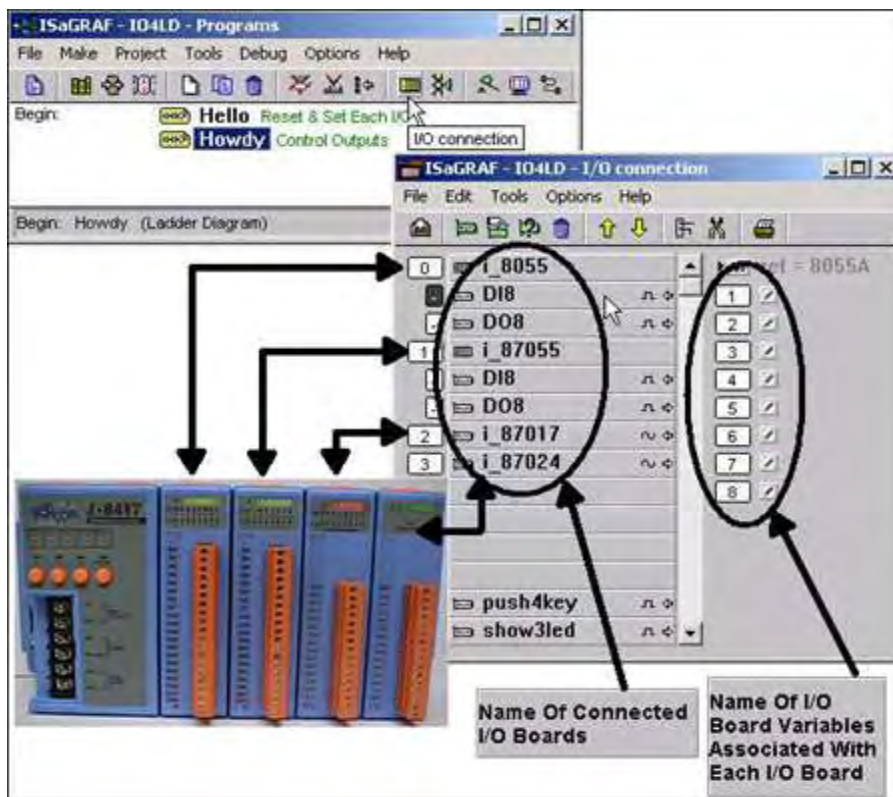 ISaGRAF - IO4LD - Programs
File Make Project Tools Debug Options Help
Begin: Hello Reset & Set Each I/O
Howdy Control Outputs
I/O connection
Begin: Howdy (Ladder Diagram)
ISaGRAF - IO4LD - I/O connection
File Edit Tools Options Help
0 i_8055
DI8
DO8
1 i_87055
DI8
DO8
2 i_87017
3 i_87024
push4key
show3led
ref = 8055A
1
2
3
4
5
6
7
8
I-8417
Name Of Connected
I/O Boards
Name Of I/O
Board Variables
Associated With
Each I/O Board